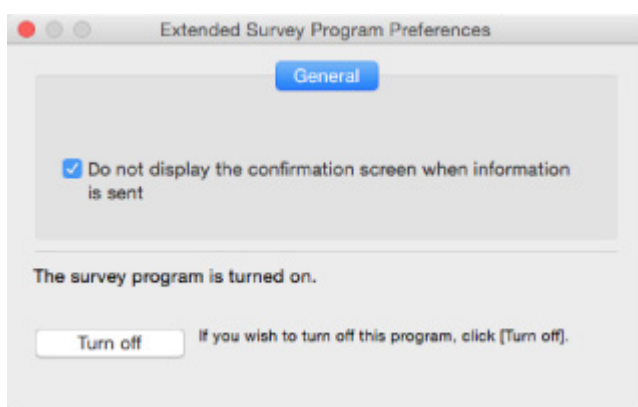 Extended Survey Program Preferences
General
Do not display the confirmation screen when information
is sent
The survey program is turned on.
Turn off
If you wish to turn off this program, click [Turn off].